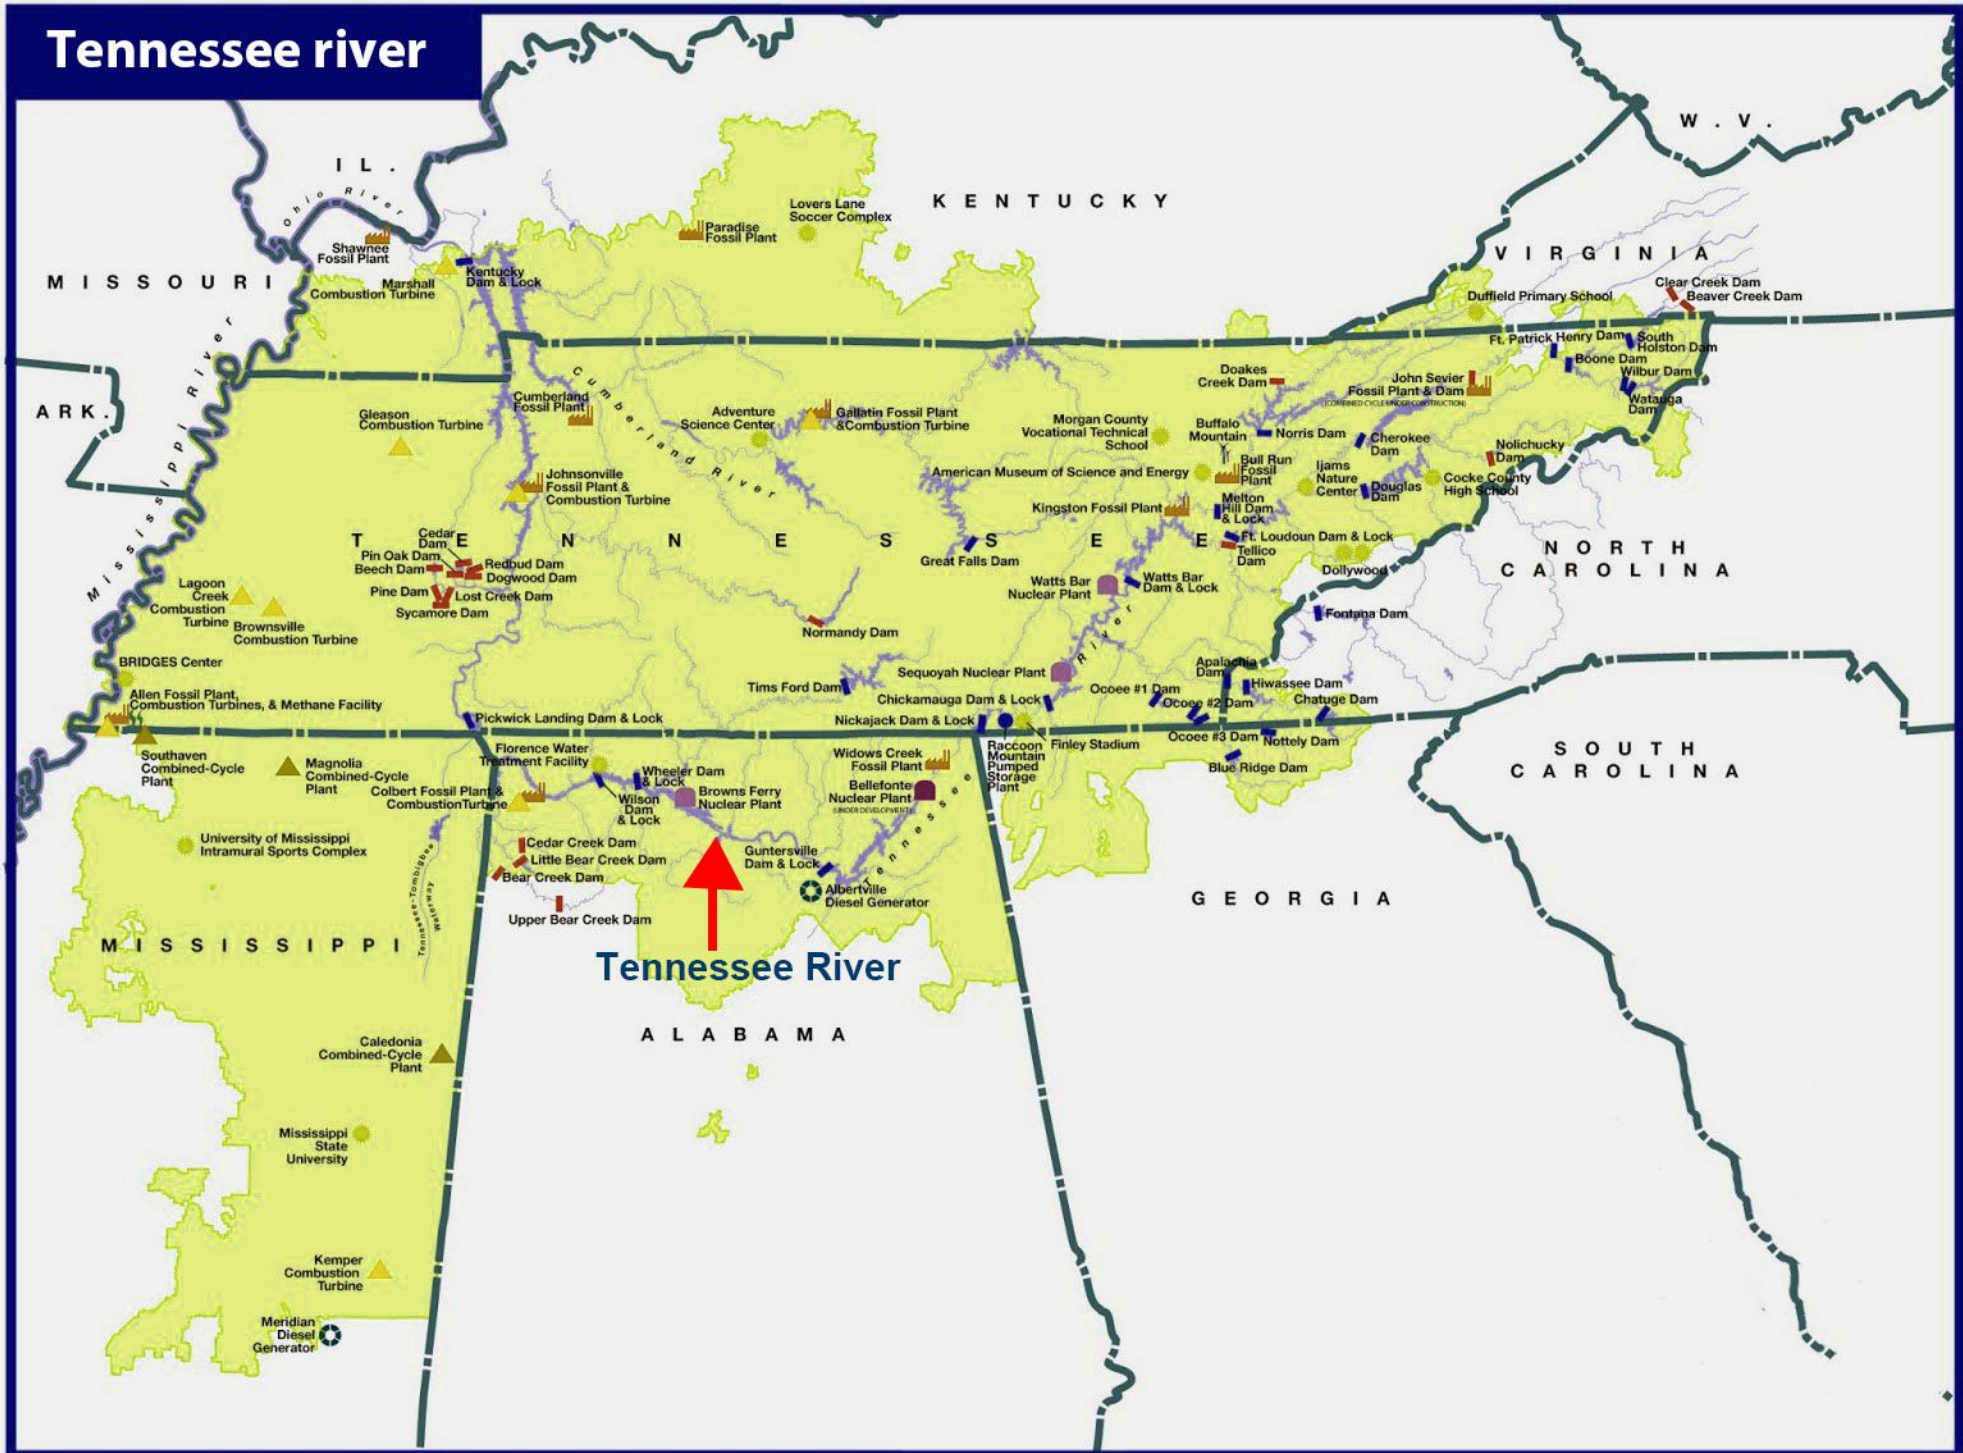 Tennessee river
W. V.
IL.
Ohio River
KENTUCKY
Lovers Lane
Soccer Complex
Paradise
Fossil Plant
Shawnee
Fossil Plant
VIRGINIA
MISSOURI
Kentucky
Dam & Lock
Marshall
Combustion Turbine
Clear Creek Dam
Beaver Creek Dam
Duffield Primary School
Ft. Patrick Henry Dam
South
Holston Dam
Boone Dam
Wilbur Dam
Watauga
Dam
Mississippi River
Mississippi River
ARK.
Cumberland River
Cumberland
Fossil Plant
Gleason
Combustion Turbine
Adventure
Science Center
Gallatin Fossil Plant
&Combustion Turbine
Doakes
Creek Dam
John Sevier
Fossil Plant & Dam
(COMBINED CYCLE UNDER CONSTRUCTION)
Morgan County
Vocational Technical
School
Buffalo
Mountain
Norris Dam
Cherokee
Dam
Nolichucky
Dam
American Museum of Science and Energy
Bull Run
Fossil
Plant
Ijams
Nature
Center
Douglas
Dam
Cocke County
High School
Johnsonville
Fossil Plant &
Combustion Turbine
Kingston Fossil Plant
Melton
Hill Dam
& Lock
TENNESSEE
Ft. Loudoun Dam & Lock
Tellico
Dam
Great Falls Dam
Dollywood
NORTH
CAROLINA
Cedar
Dam
Pin Oak Dam
Beech Dam
Redbud Dam
Dogwood Dam
Pine Dam
Lost Creek Dam
Sycamore Dam
Watts Bar
Nuclear Plant
Watts Bar
Dam & Lock
Lagoon
Creek
Combustion
Turbine
Brownsville
Combustion Turbine
Normandy Dam
Fontana Dam
River
BRIDGES Center
Sequoyah Nuclear Plant
Apalachia
Dam
Hiwassee Dam
Tims Ford Dam
Allen Fossil Plant,
Combustion Turbines, & Methane Facility
Chickamauga Dam & Lock
Ocoee #1 Dam
Ocoee #2 Dam
Chatuge Dam
Pickwick Landing Dam & Lock
Nickajack Dam & Lock
Ocoee #3 Dam
Nottely Dam
Blue Ridge Dam
Raccoon
Mountain
Pumped
Storage
Plant
Finley Stadium
SOUTH
CAROLINA
Southaven
Combined-Cycle
Plant
Magnolia
Combined-Cycle
Plant
Florence Water
Treatment Facility
Widows Creek
Fossil Plant
Wheeler Dam
& Lock
Colbert Fossil Plant &
CombustionTurbine
Wilson
Dam
& Lock
Browns Ferry
Nuclear Plant
Bellefonte
Nuclear Plant
(UNDER DEVELOPMENT)
Tennessee
University of Mississippi
Intramural Sports Complex
Tennessee-Tombigbee
Waterway
Cedar Creek Dam
Little Bear Creek Dam
Bear Creek Dam
Guntersville
Dam & Lock
Albertville
Diesel Generator
Upper Bear Creek Dam
GEORGIA
MISSISSIPPI
Tennessee River
ALABAMA
Caledonia
Combined-Cycle
Plant
Mississippi
State
University
Kemper
Combustion
Turbine
Meridian
Diesel
Generator